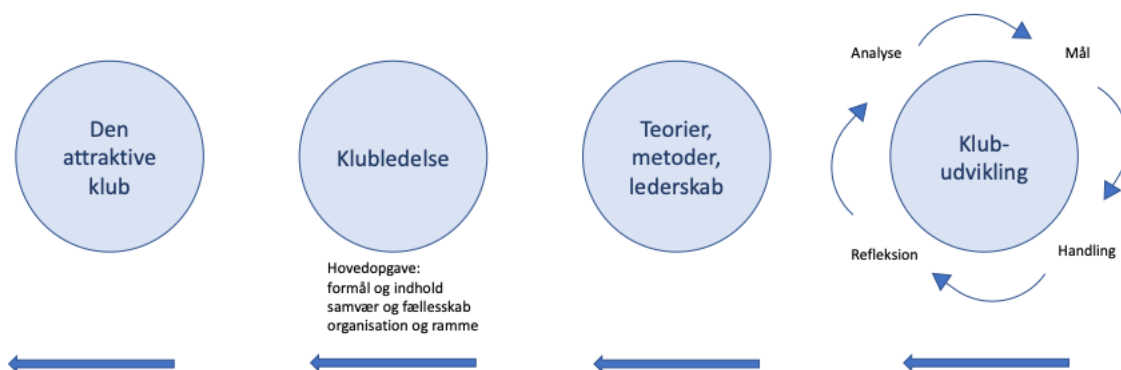 Den
attraktive
klub
Klubledelse
Hovedopgave:
formål og indhold
samvær og fællesskab
organisation og ramme
Teorier,
metoder,
lederskab
Analyse
Mål
Klub-
udvikling
Refleksion
Handling